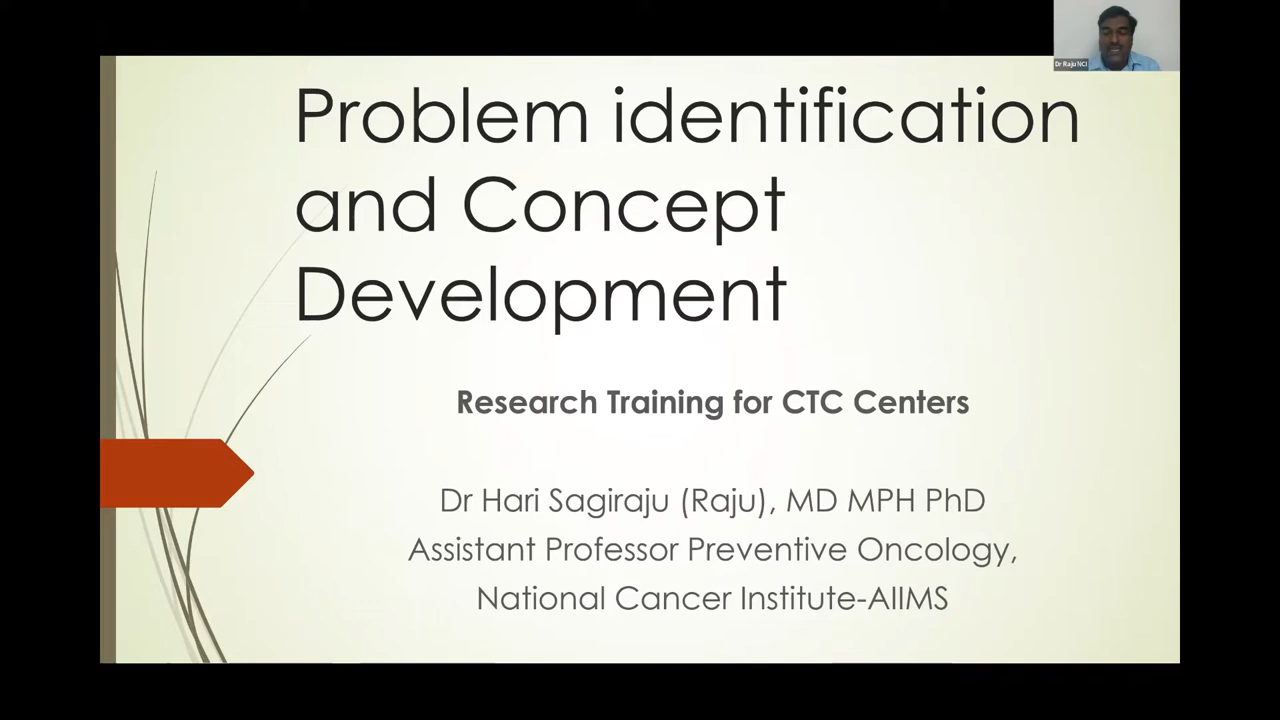 Dr Raju NCI
Problem identification
and Concept
Development
Research Training for CTC Centers
Dr Hari Sagiraju (Raju), MD MPH PhD
Assistant Professor Preventive Oncology,
National Cancer Institute-AIIMS